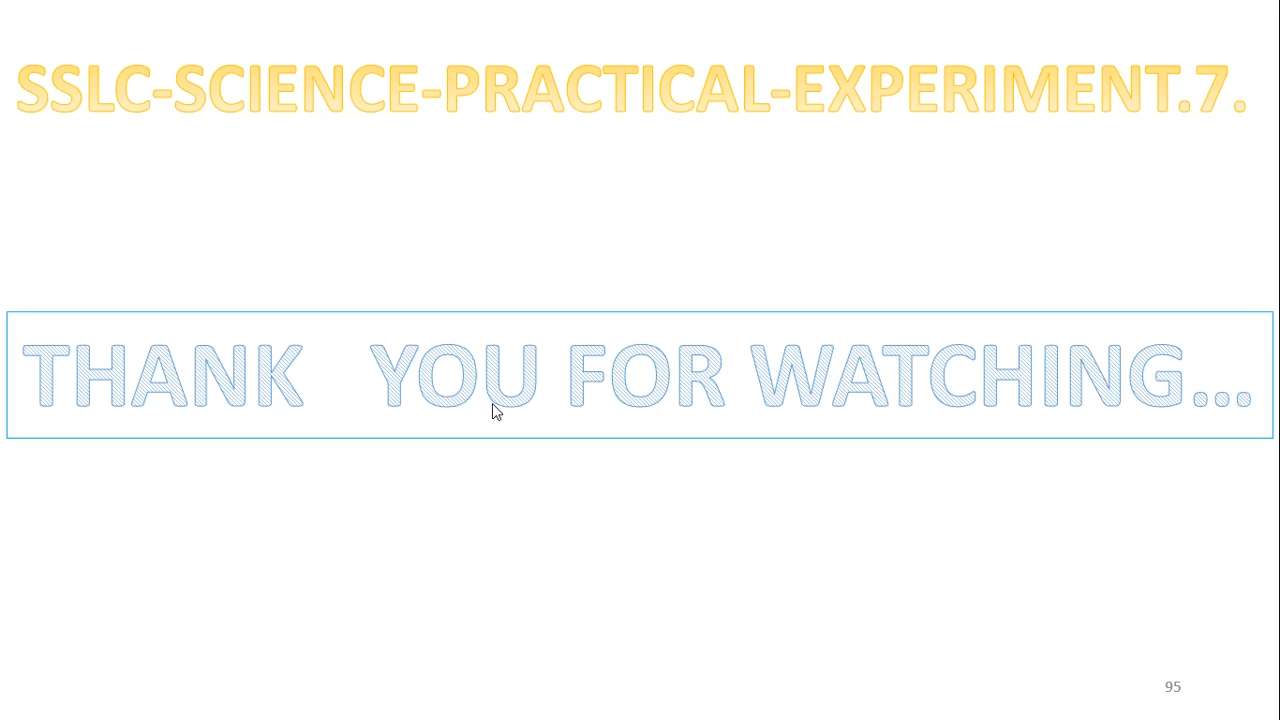 SSLC-SCIENCE-PRACTICAL-EXPERIMENT.7.
THANK YOU FOR WATCHING...
95